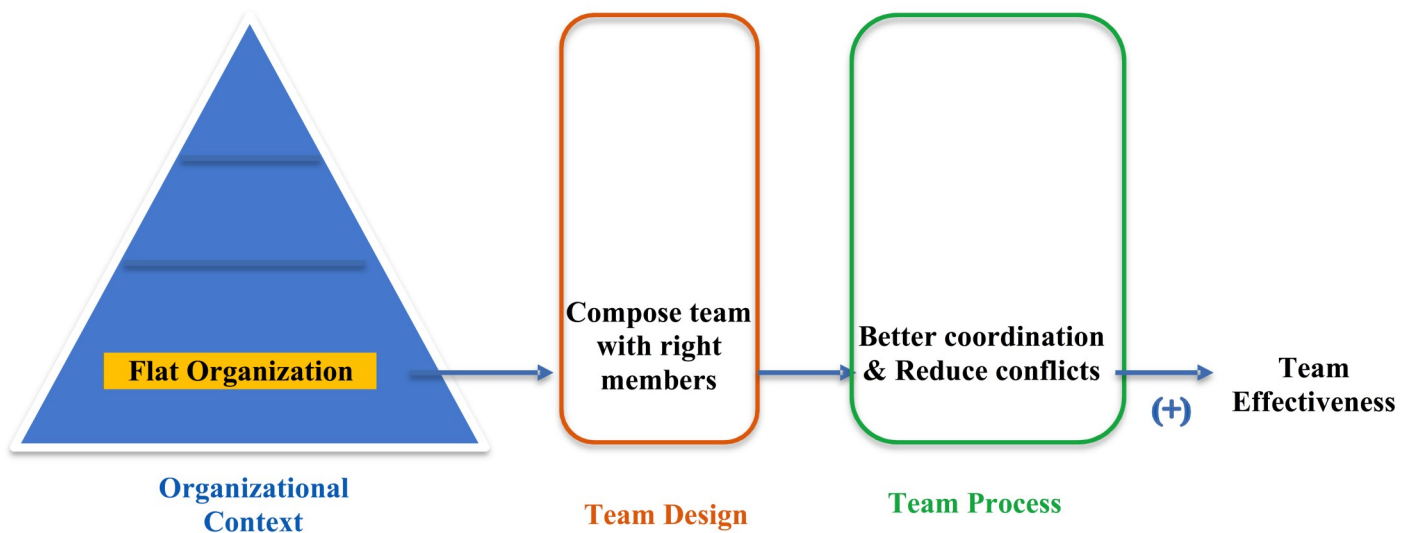 Flat Organization
Compose team
with right
members
Better coordination
& Reduce conflicts
(+)
Team
Effectiveness
Organizational
Context
Team Design
Team Process